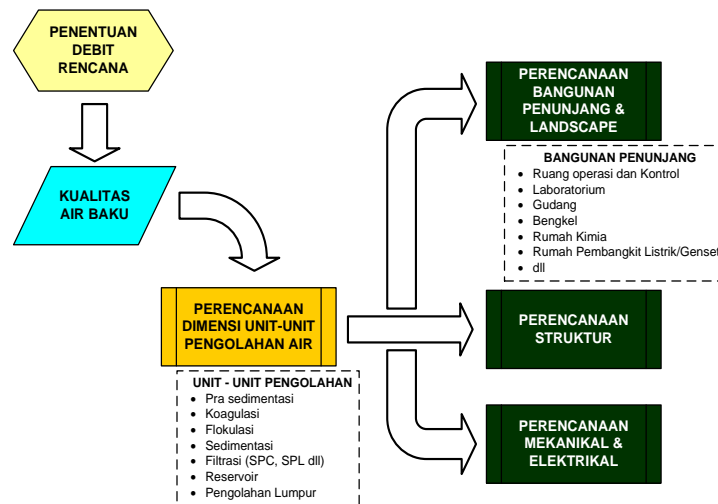 PENENTUAN
DEBIT
RENCANA
KUALITAS
AIR BAKU
PERENCANAAN
DIMENSI UNIT-UNIT
PENGOLAHAN AIR
UNIT - UNIT PENGOLAHAN
• Pra sedimentasi
• Koagulasi
• Flokulasi
• Sedimentasi
• Filtrasi (SPC, SPL dll)
• Reservoir
• Pengolahan Lumpur
PERENCANAAN
BANGUNAN
PENUNJANG &
LANDSCAPE
BANGUNAN PENUNJANG
• Ruang operasi dan Kontrol
• Laboratorium
• Gudang
• Bengkel
• Rumah Kimia
• Rumah Pembangkit Listrik/Genset
• dll
PERENCANAAN
STRUKTUR
PERENCANAAN
MEKANIKAL &
ELEKTRIKAL